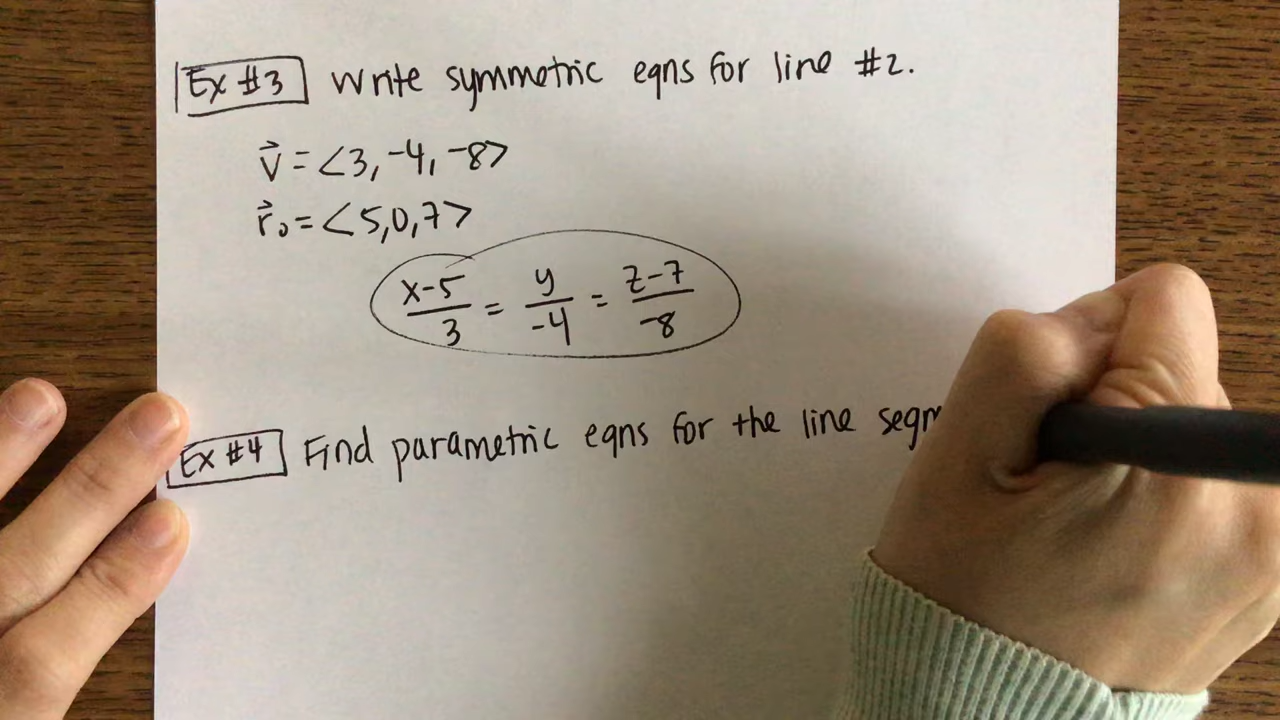 Ex #3 Write symmetric eqns for line #2.
v⃗ = <3, -4, -8>
r⃗₀ = <5,0,7>
x-5/3 = y/-4 = z-7/-8
Ex #4 Find parametric eqns for the line segm